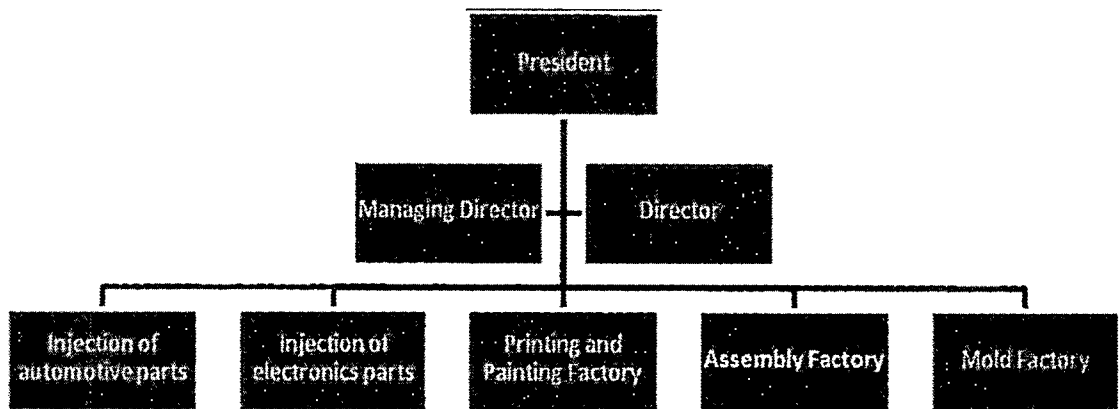 President
Managing Director
Director
Injection of
automotive parts
Injection of
electronics parts
Printing and
Painting Factory
Assembly Factory
Mold Factory